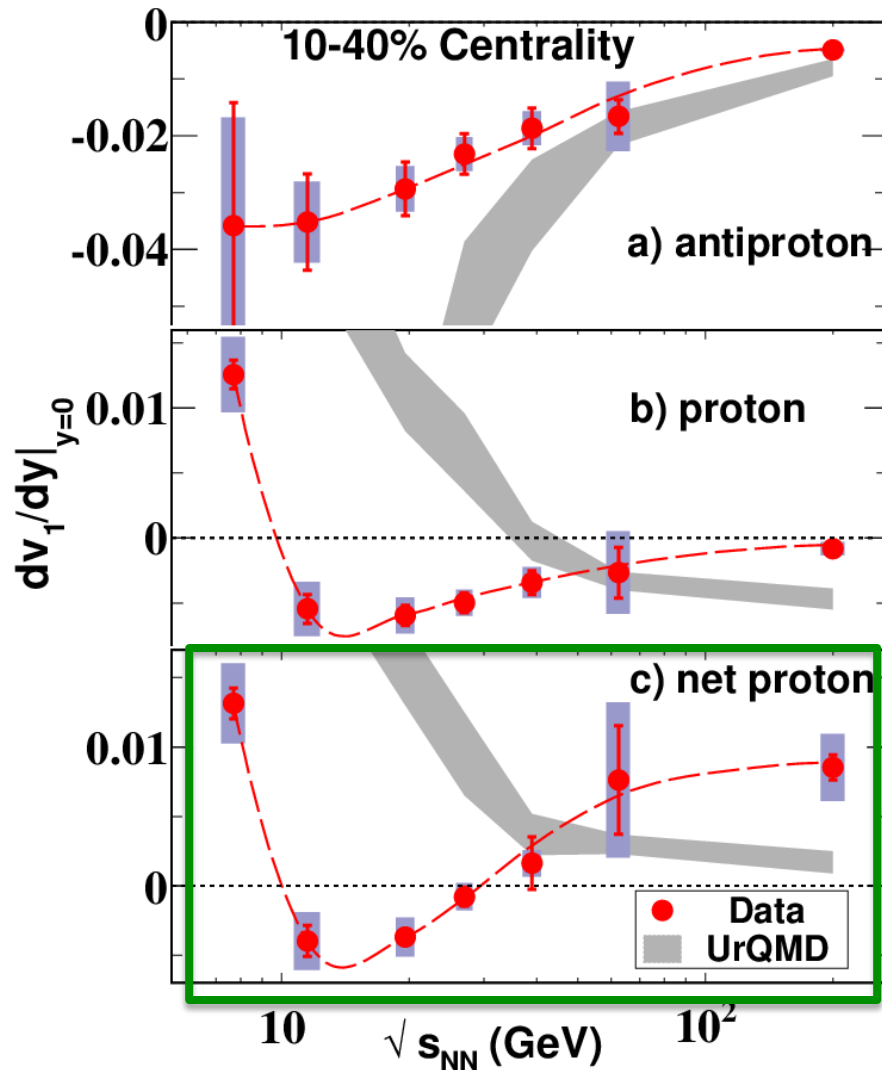 10-40% Centrality
0
-0.02
-0.04
a) antiproton
0.01
0
b) proton
dv₁/dy|y=0
c) net proton
0.01
0
Data
UrQMD
10
10²
√ sNN (GeV)